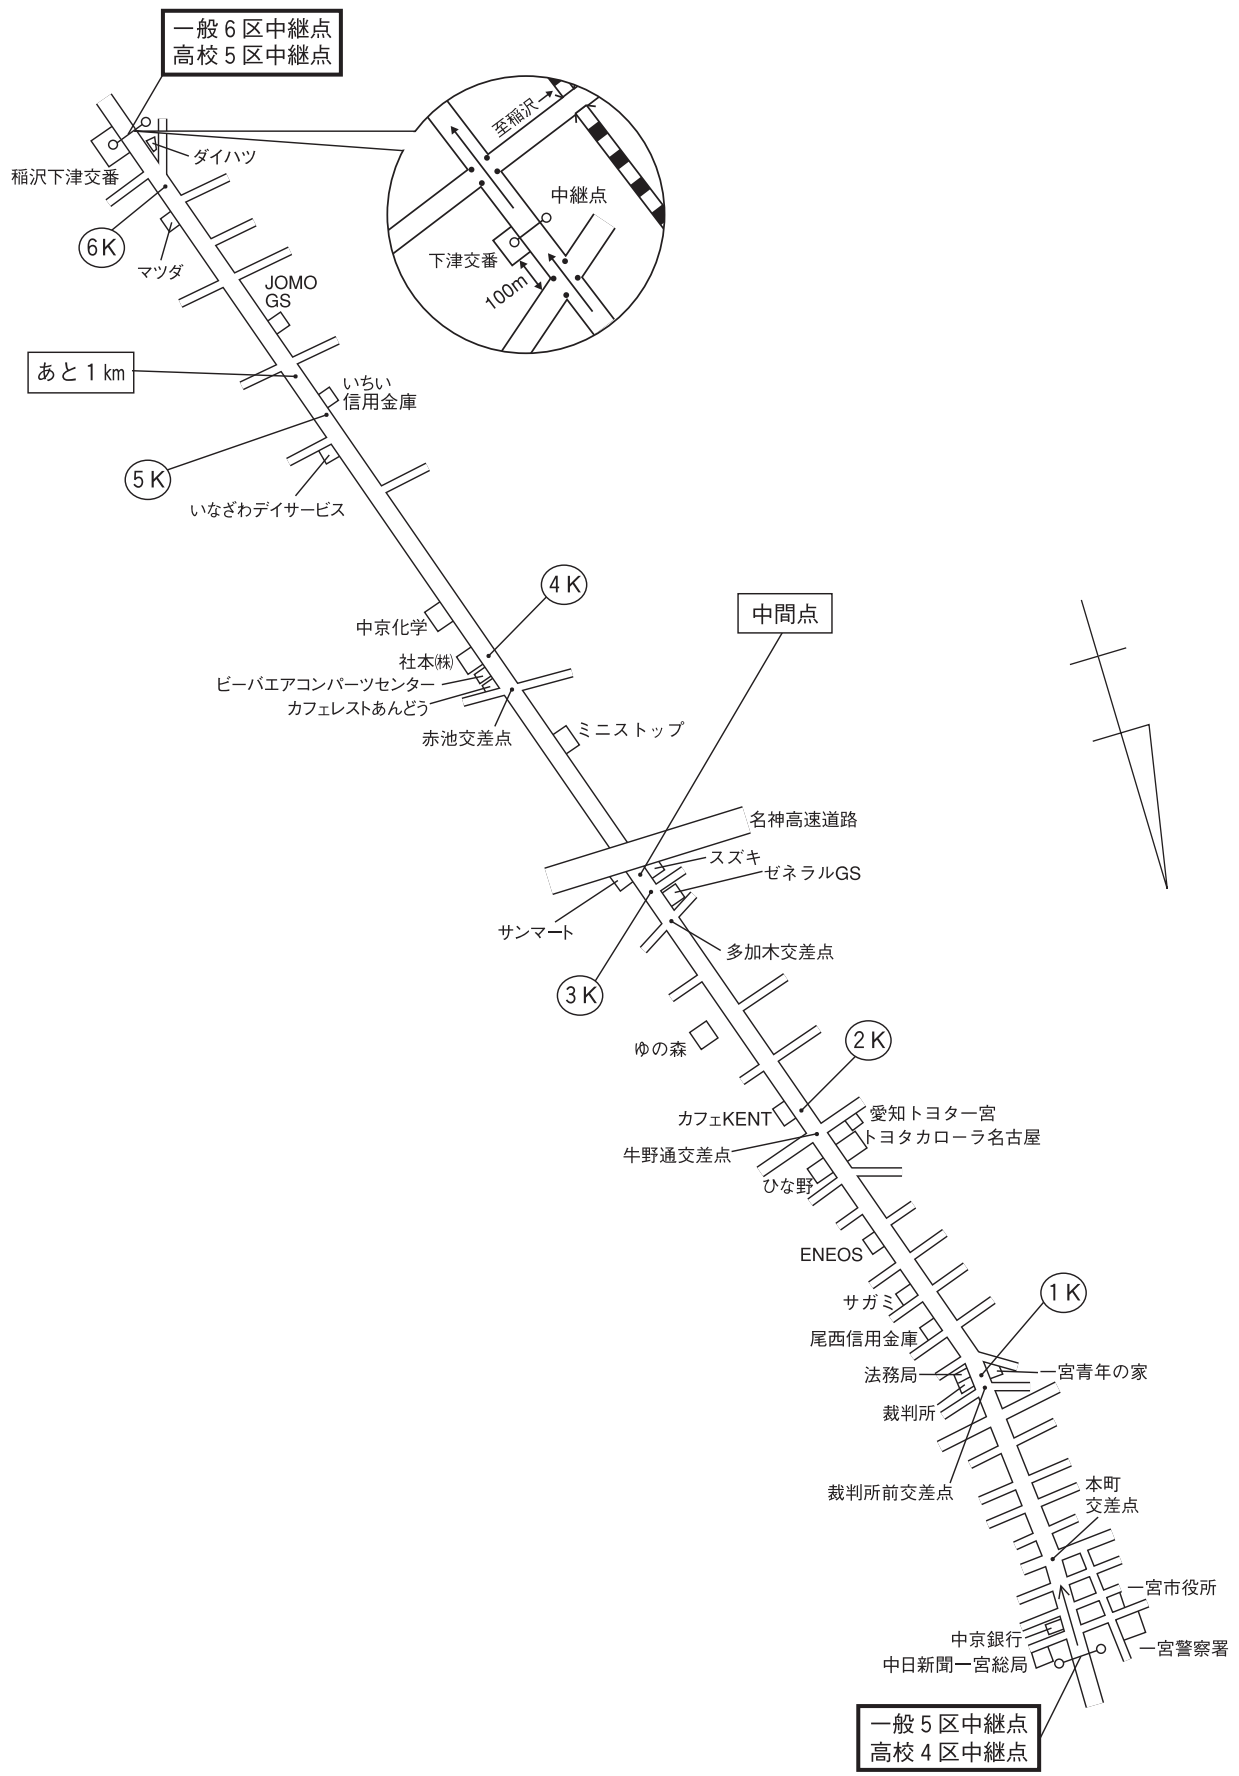 一般6区中継点
高校5区中継点
至稲沢
ダイハツ
稲沢下津交番
中継点
6K
下津交番
マツダ
100m
JOMO
GS
あと1km
いちい
信用金庫
5K
いなざわデイサービス
4K
中間点
中京化学
社本㈱
ビーバエアコンパーツセンター
カフェレストあんどう
赤池交差点
ミニストップ
名神高速道路
スズキ
ゼネラルGS
サンマート
多加木交差点
3K
ゆの森
2K
カフェKENT
愛知トヨタ一宮
トヨタカローラ名古屋
牛野通交差点
ひな野
ENEOS
1K
サガミ
尾西信用金庫
法務局
一宮青年の家
裁判所
裁判所前交差点
本町
交差点
一宮市役所
中京銀行
一宮警察署
中日新聞一宮総局
一般5区中継点
高校4区中継点